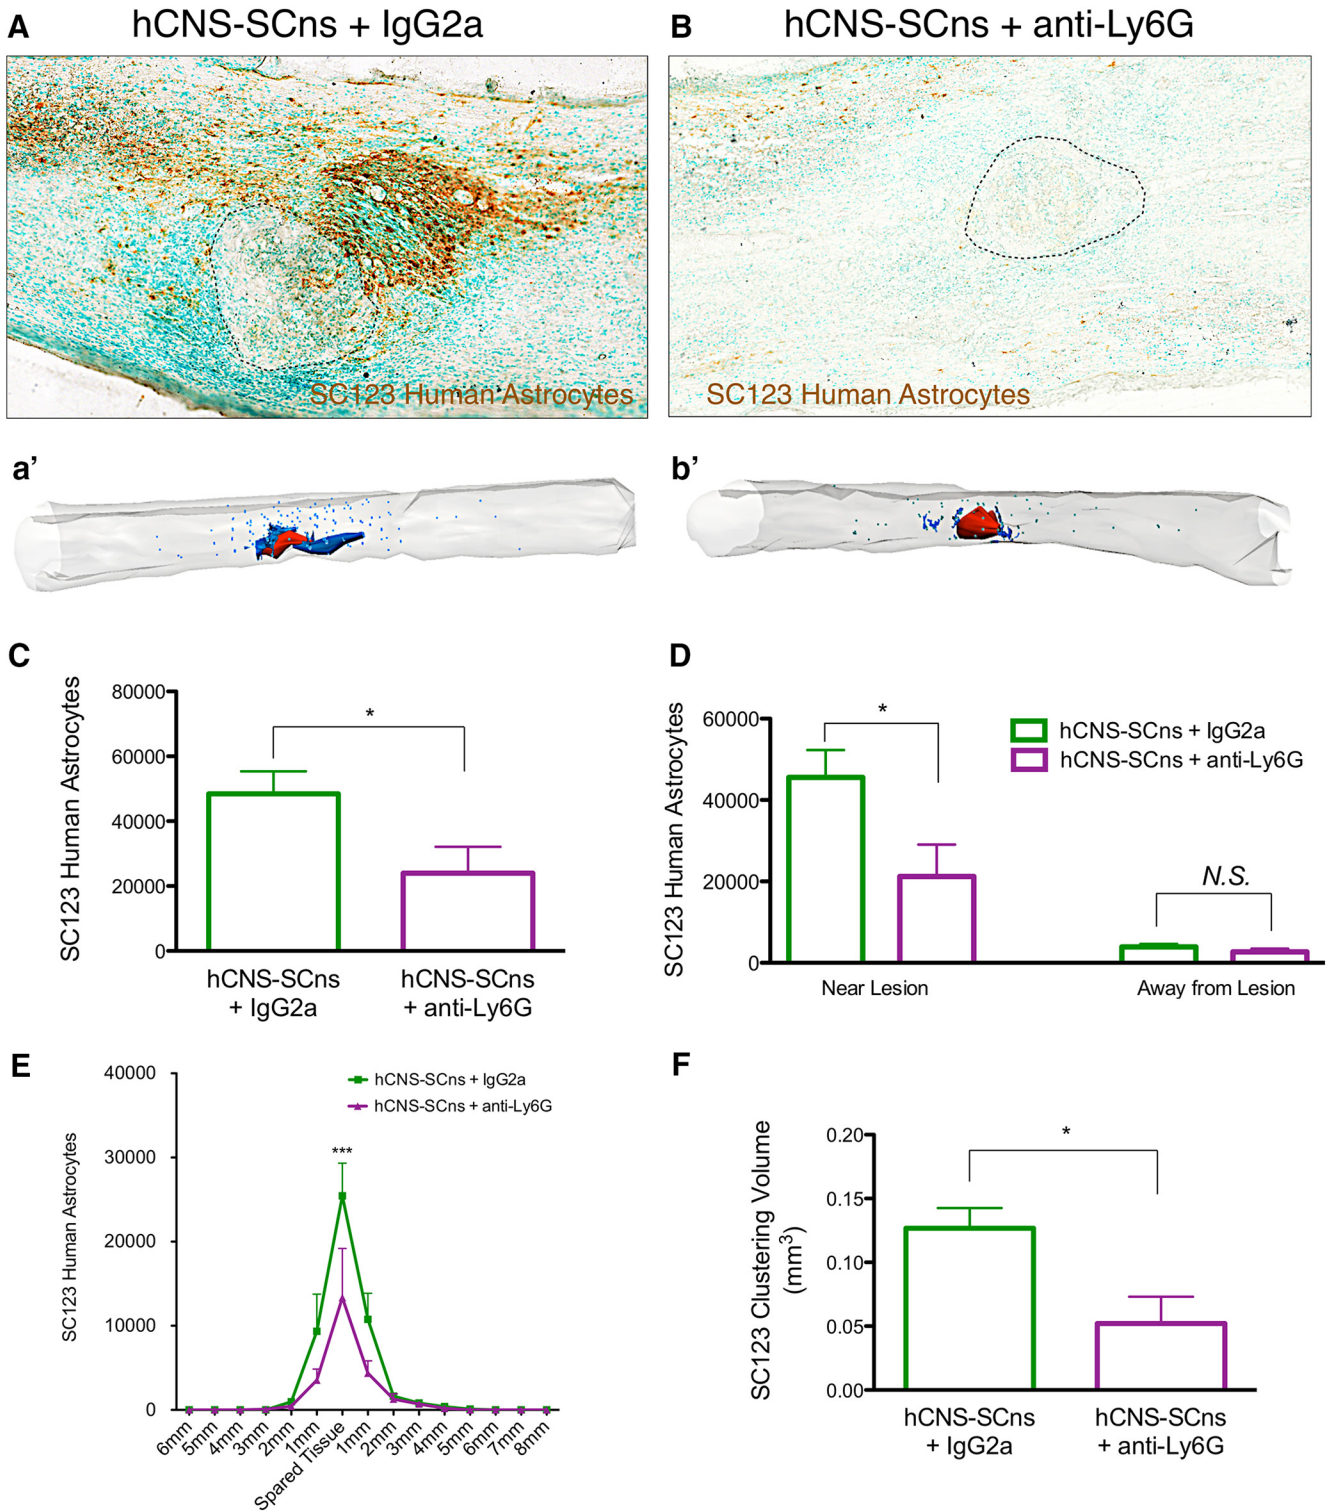 A hCNS-SCns + IgG2a
B hCNS-SCns + anti-Ly6G
SC123 Human Astrocytes
SC123 Human Astrocytes
a’
b’
C
SC123 Human Astrocytes
80000
60000
40000
20000
0
*
hCNS-SCns
+ IgG2a
hCNS-SCns
+ anti-Ly6G
D
SC123 Human Astrocytes
60000
40000
20000
0
*
N.S.
hCNS-SCns + IgG2a
hCNS-SCns + anti-Ly6G
Near Lesion
Away from Lesion
E
SC123 Human Astrocytes
40000
30000
20000
10000
0
hCNS-SCns + IgG2a
hCNS-SCns + anti-Ly6G
***
6mm
5mm
4mm
3mm
2mm
1mm
Spared Tissue
1mm
2mm
3mm
4mm
5mm
6mm
7mm
8mm
F
SC123 Clustering Volume
(mm³)
0.20
0.15
0.10
0.05
0.00
*
hCNS-SCns
+ IgG2a
hCNS-SCns
+ anti-Ly6G